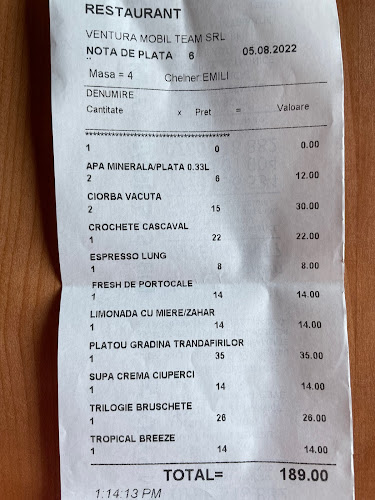 RESTAURANT
VENTURA MOBIL TEAM SRL
NOTA DE PLATA 6 05.08.2022
Masa = 4 Chelner EMILI
DENUMIRE
Cantitate x Pret = Valoare
**************************************
1 0 0.00
APA MINERALA/PLATA 0.33L
2 6 12.00
CIORBA VACUTA
2 15 30.00
CROCHETE CASCAVAL
1 22 22.00
ESPRESSO LUNG
1 8 8.00
FRESH DE PORTOCALE
1 14 14.00
LIMONADA CU MIERE/ZAHAR
1 14 14.00
PLATOU GRADINA TRANDAFIRILOR
1 35 35.00
SUPA CREMA CIUPERCI
1 14 14.00
TRILOGIE BRUSCHETE
1 26 26.00
TROPICAL BREEZE
1 14 14.00
TOTAL= 189.00
1:14:13 PM